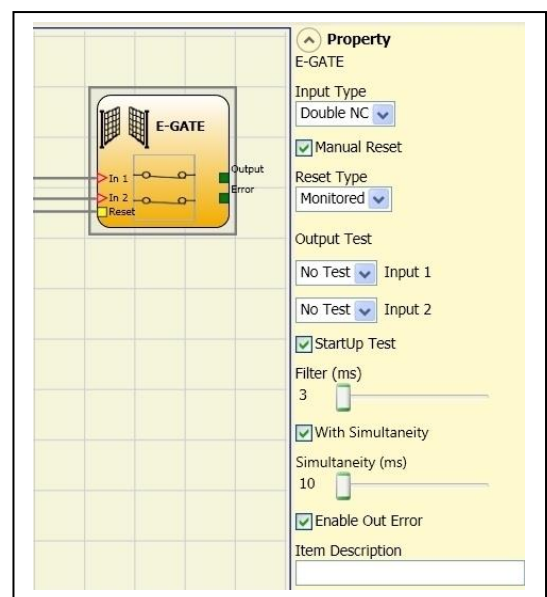 E-GATE
In 1
In 2
Reset
Output
Error
Property
E-GATE
Input Type
Double NC
Manual Reset
Reset Type
Monitored
Output Test
No Test Input 1
No Test Input 2
StartUp Test
Filter (ms)
3
With Simultaneity
Simultaneity (ms)
10
Enable Out Error
Item Description